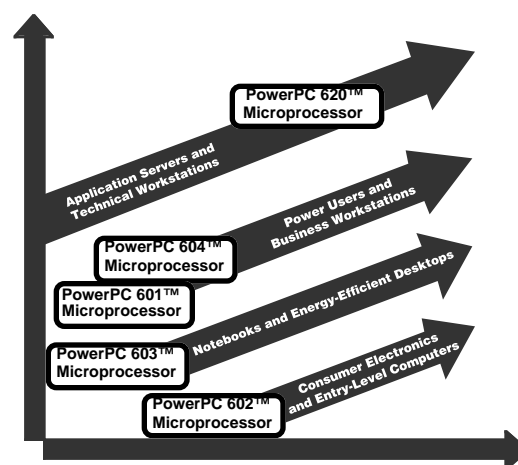 PowerPC 620™
Microprocessor
Application Servers and
Technical Workstations
Power Users and
Business Workstations
PowerPC 604™
Microprocessor
PowerPC 601™
Microprocessor
Notebooks and Energy-Efficient Desktops
PowerPC 603™
Microprocessor
Consumer Electronics
and Entry-Level Computers
PowerPC 602™
Microprocessor